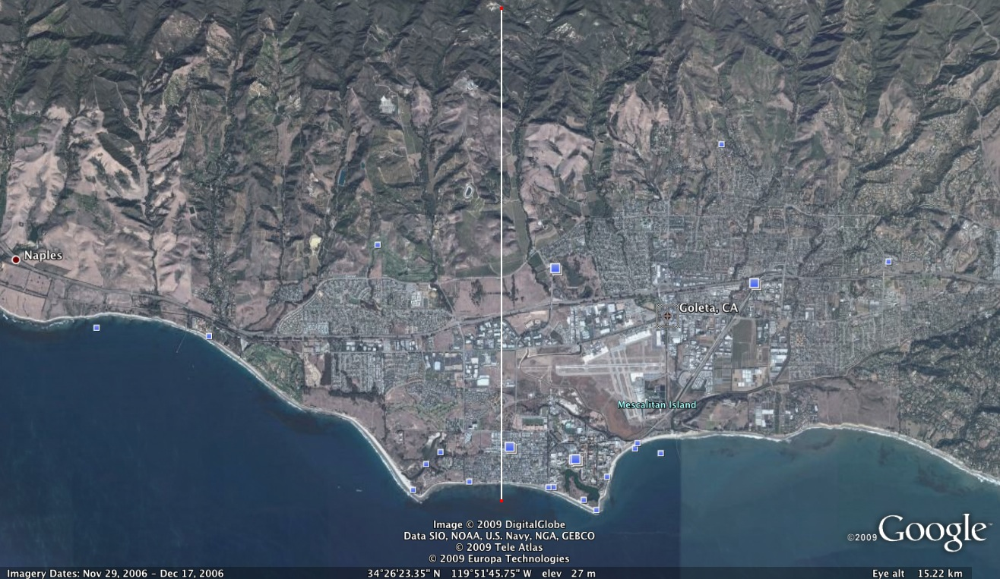 Naples
Goleta, CA
Mescalitan Island
Image © 2009 DigitalGlobe
Data SIO, NOAA, U.S. Navy, NGA, GEBCO
© 2009 Tele Atlas
© 2009 Europa Technologies
©2009 Google™
Imagery Dates: Nov 29, 2006 - Dec 17, 2006
34°26'23.35" N 119°51'45.75" W elev 27 m
Eye alt 15.22 km